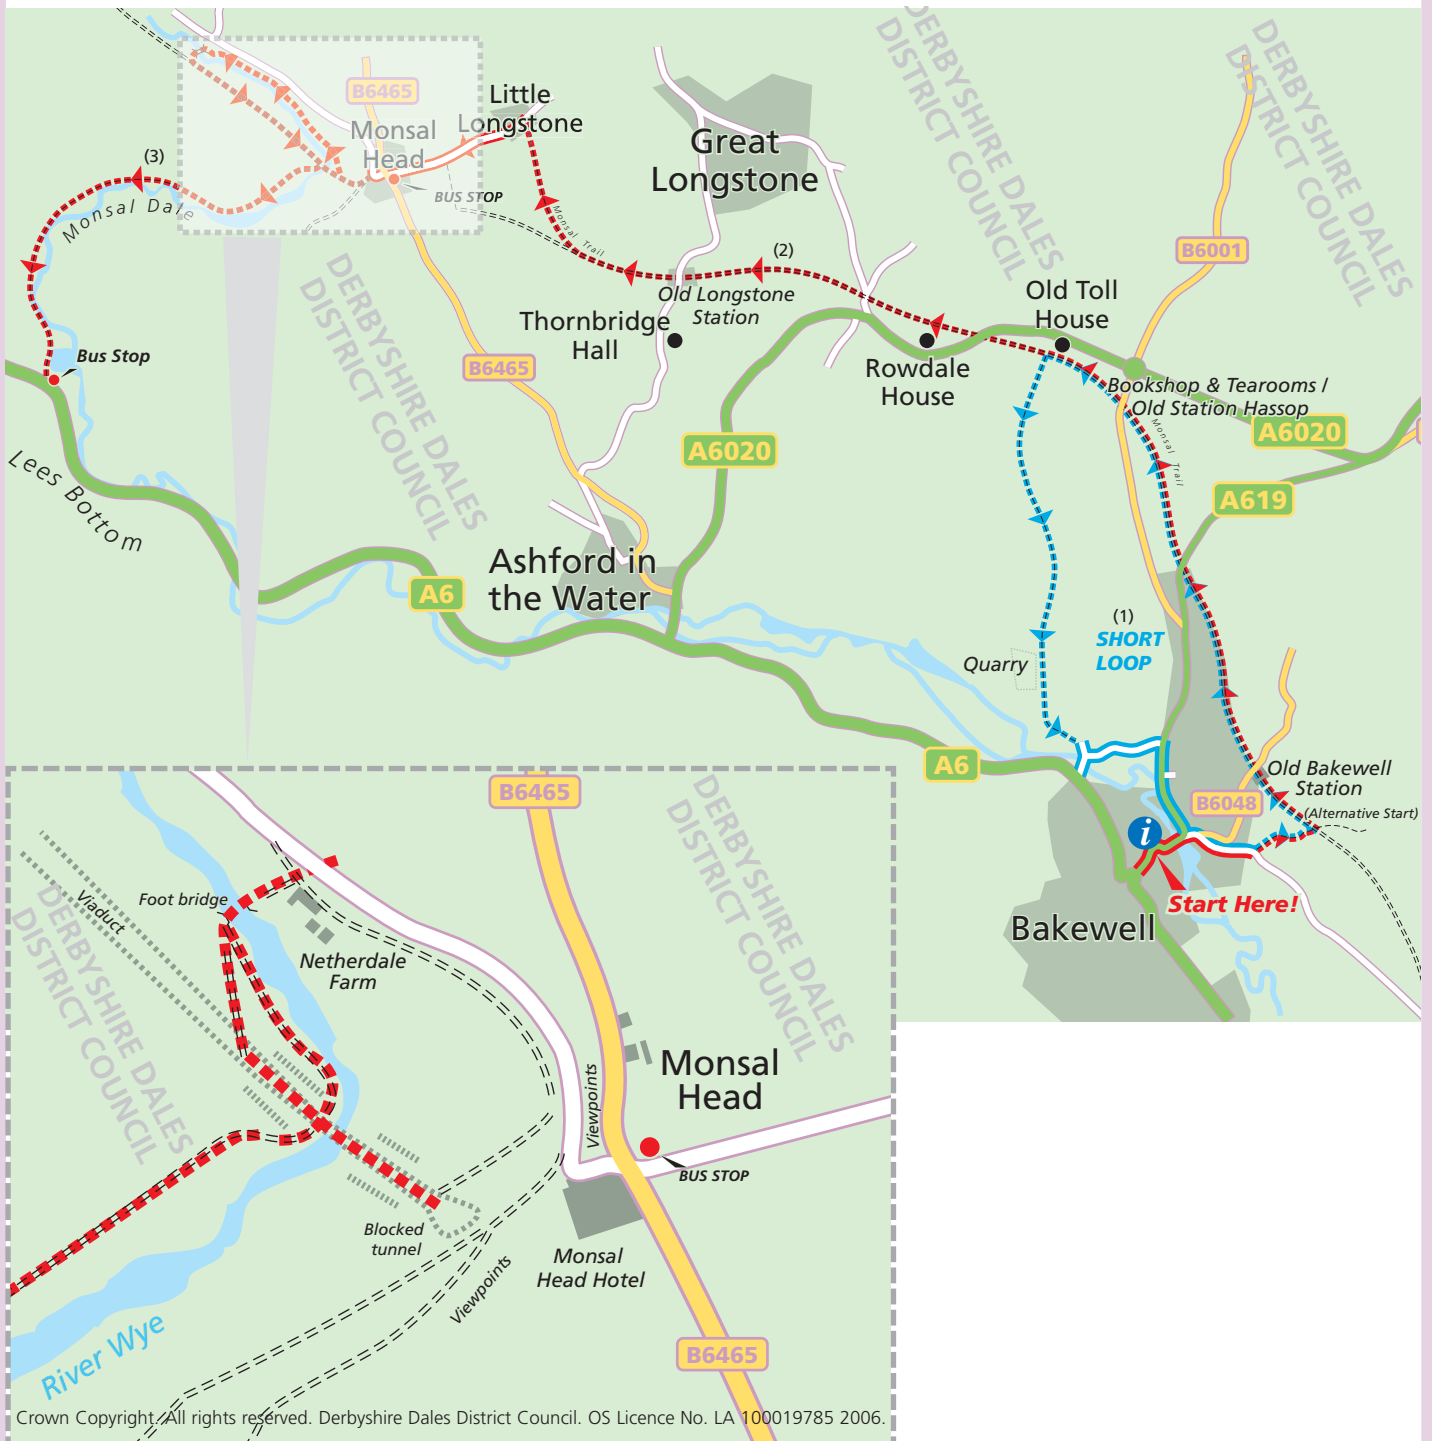 DERBYSHIRE DALES
DISTRICT COUNCIL
DERBYSHIRE DALES
DISTRICT COUNCIL
B6465
Little
Longstone
Monsal
Head
BUS STOP
(3)
Monsal Dale
Great
Longstone
Monsal Trail
(2)
Old Longstone
Station
Thornbridge
Hall
B6001
Old Toll
House
Rowdale
House
Bookshop & Tearooms /
Old Station Hassop
A6020
A619
Monsal Trail
Bus Stop
Lees Bottom
DERBYSHIRE DALES
DISTRICT COUNCIL
B6465
A6020
Ashford in
the Water
A6
(1)
SHORT
LOOP
Quarry
A6
Old Bakewell
Station
(Alternative Start)
B6048
i
Start Here!
Bakewell
B6465
DERBYSHIRE DALES
DISTRICT COUNCIL
DERBYSHIRE DALES
DISTRICT COUNCIL
Viaduct
Foot bridge
Netherdale
Farm
Viewpoints
Monsal
Head
BUS STOP
Blocked
tunnel
Monsal
Head Hotel
Viewpoints
River Wye
B6465
Crown Copyright. All rights reserved. Derbyshire Dales District Council. OS Licence No. LA 100019785 2006.